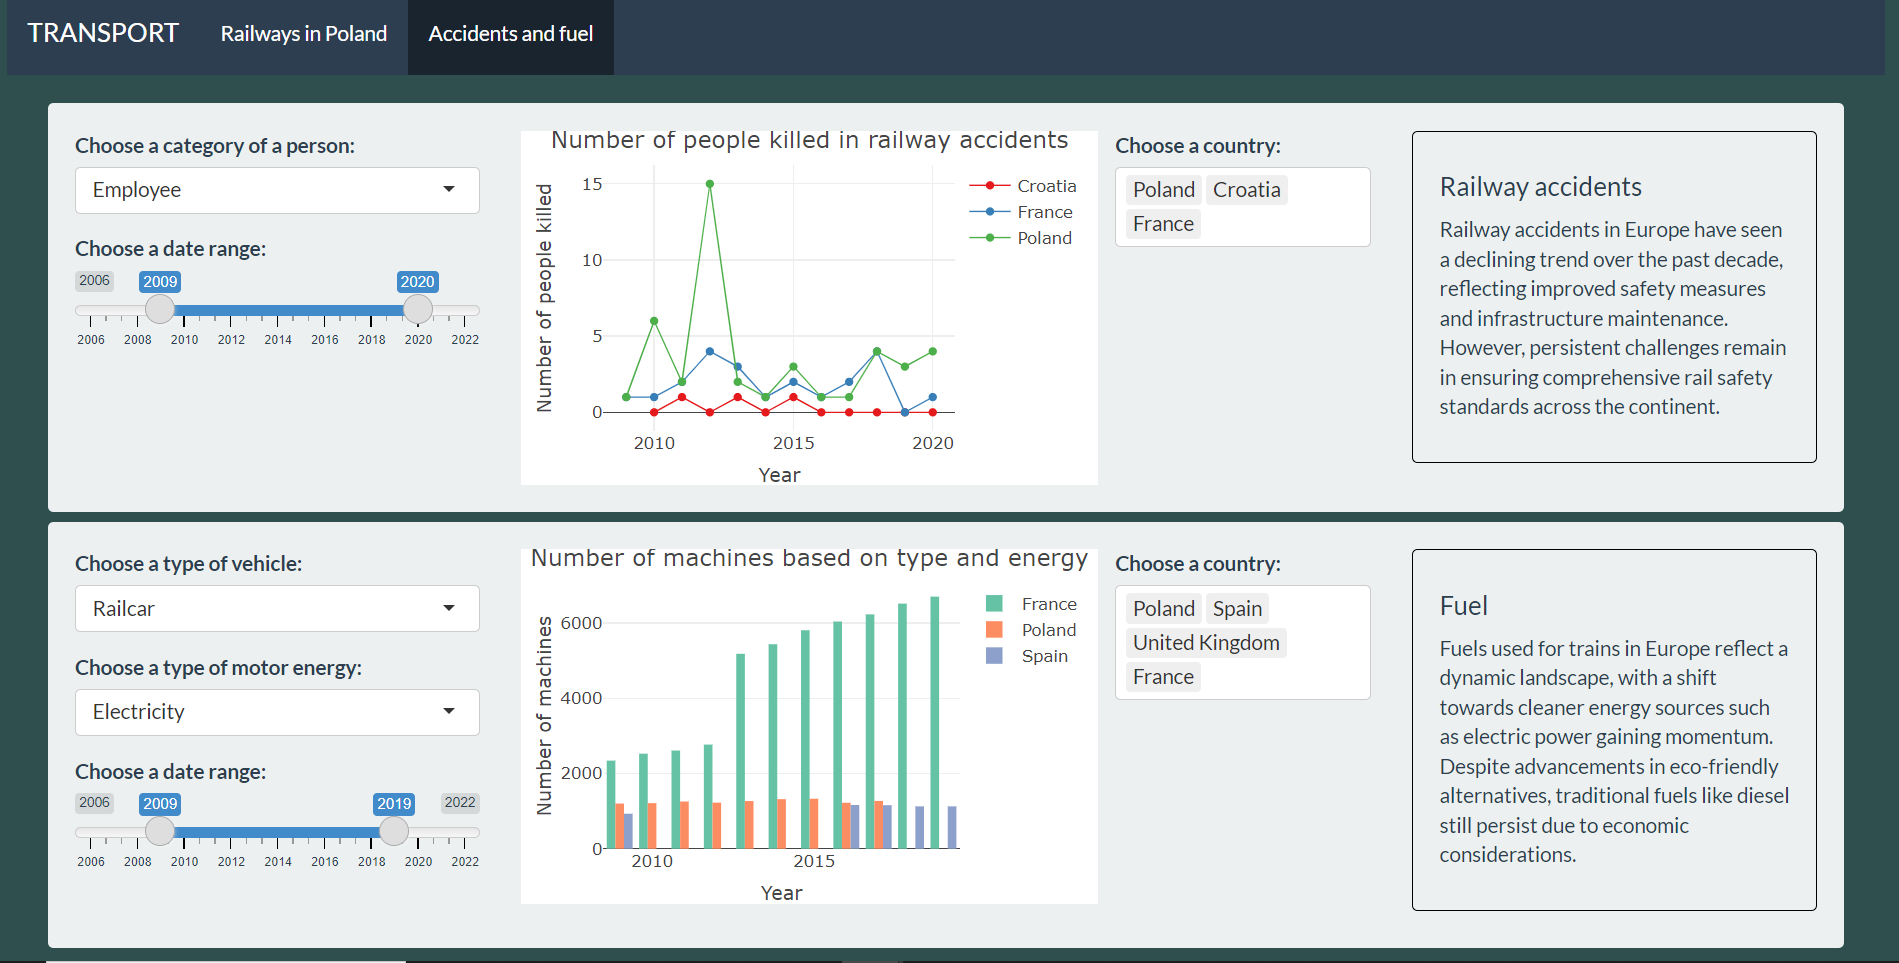 TRANSPORT
Railways in Poland
Accidents and fuel
Choose a category of a person:
Employee
Choose a date range:
2006
2009
2020
2006 2008 2010 2012 2014 2016 2018 2020 2022
Number of people killed in railway accidents
Number of people killed
15
10
5
0
2010 2015 2020
Year
Croatia
France
Poland
Choose a country:
Poland Croatia
France
Railway accidents
Railway accidents in Europe have seen
a declining trend over the past decade,
reflecting improved safety measures
and infrastructure maintenance.
However, persistent challenges remain
in ensuring comprehensive rail safety
standards across the continent.
Choose a type of vehicle:
Railcar
Choose a type of motor energy:
Electricity
Choose a date range:
2006
2009
2019
2022
2006 2008 2010 2012 2014 2016 2018 2020 2022
Number of machines based on type and energy
Number of machines
6000
4000
2000
0
2010 2015
Year
France
Poland
Spain
Choose a country:
Poland Spain
United Kingdom
France
Fuel
Fuels used for trains in Europe reflect a
dynamic landscape, with a shift
towards cleaner energy sources such
as electric power gaining momentum.
Despite advancements in eco-friendly
alternatives, traditional fuels like diesel
still persist due to economic
considerations.